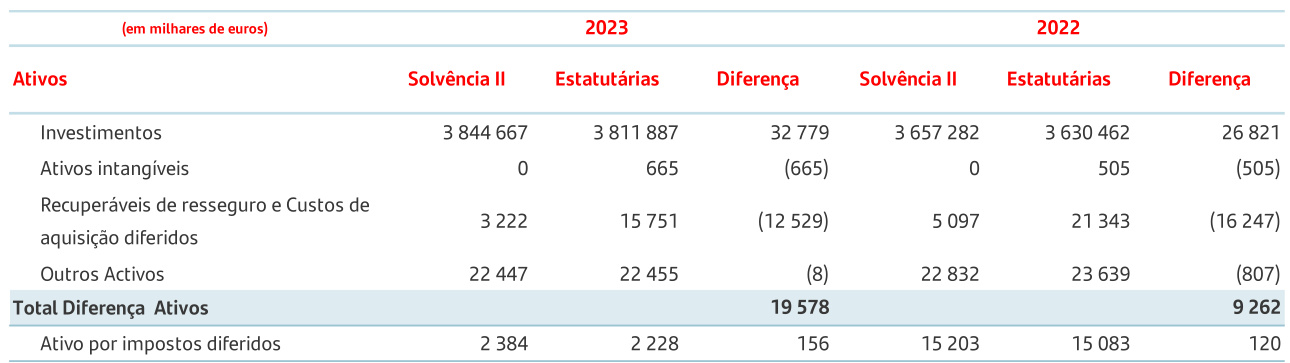 (em milhares de euros) 2023 2022
Ativos Solvência II Estatutárias Diferença Solvência II Estatutárias Diferença
Investimentos 3 844 667 3 811 887 32 779 3 657 282 3 630 462 26 821
Ativos intangíveis 0 665 (665) 0 505 (505)
Recuperáveis de resseguro e Custos de
aquisição diferidos 3 222 15 751 (12 529) 5 097 21 343 (16 247)
Outros Activos 22 447 22 455 (8) 22 832 23 639 (807)
Total Diferença Ativos 19 578 9 262
Ativo por impostos diferidos 2 384 2 228 156 15 203 15 083 120